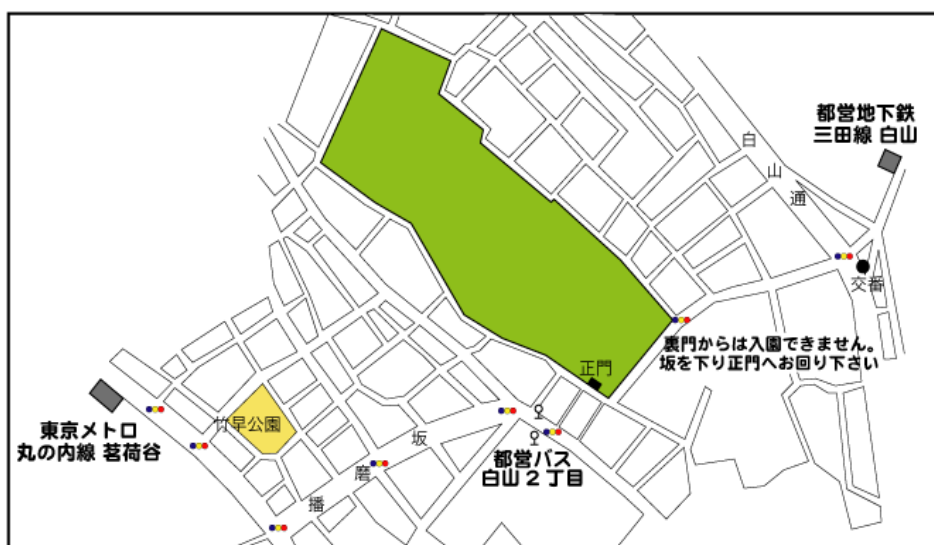 都営地下鉄
三田線 白山
白
山
通
交番
裏門からは入園できません。
坂を下り正門へお回り下さい
正門
竹早公園
東京メトロ
丸の内線 茗荷谷
坂
磨
播
都営バス
白山2丁目